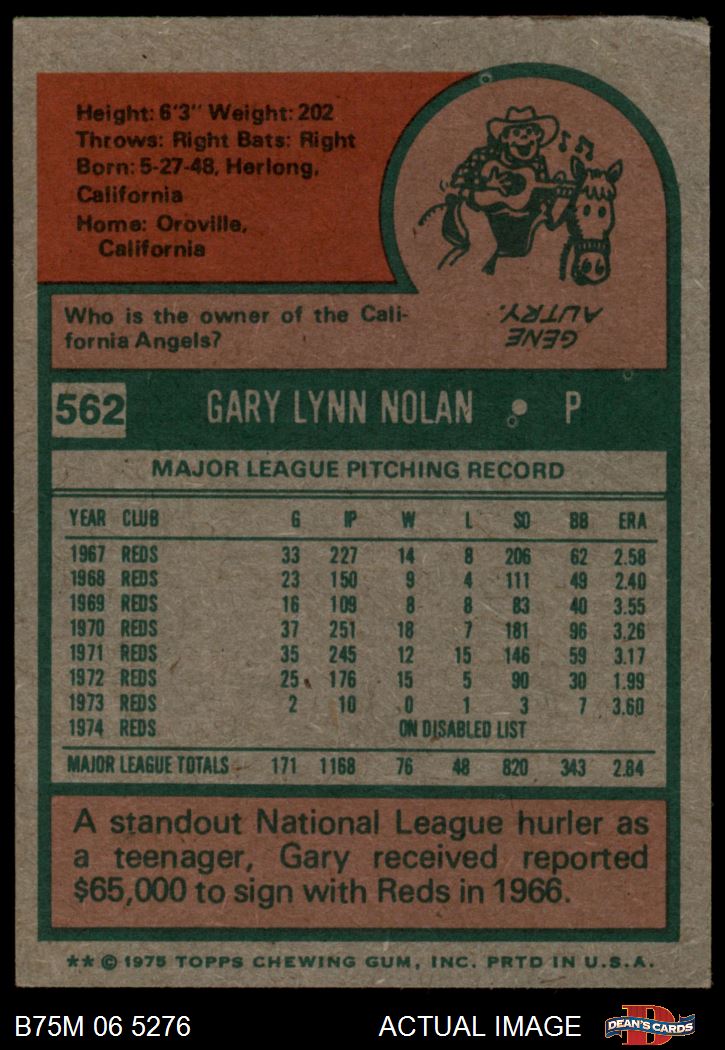 Height: 6'3" Weight: 202
Throws: Right Bats: Right
Born: 5-27-48, Herlong,
California
Home: Oroville,
California
Who is the owner of the Cali-
fornia Angels?
GENE
AUTRY.
562 GARY LYNN NOLAN • P
MAJOR LEAGUE PITCHING RECORD
YEAR CLUB G IP W L SO BB ERA
1967 REDS 33 227 14 8 206 62 2.58
1968 REDS 23 150 9 4 111 49 2.40
1969 REDS 16 109 8 8 83 40 3.55
1970 REDS 37 251 18 7 181 96 3.26
1971 REDS 35 245 12 15 146 59 3.17
1972 REDS 25 176 15 5 90 30 1.99
1973 REDS 2 10 0 1 3 7 3.60
1974 REDS ON DISABLED LIST
MAJOR LEAGUE TOTALS 171 1168 76 48 820 343 2.84
A standout National League hurler as
a teenager, Gary received reported
$65,000 to sign with Reds in 1966.
** © 1975 TOPPS CHEWING GUM, INC. PRTD IN U.S.A.
B75M 06 5276 ACTUAL IMAGE D DEAN'S CARDS